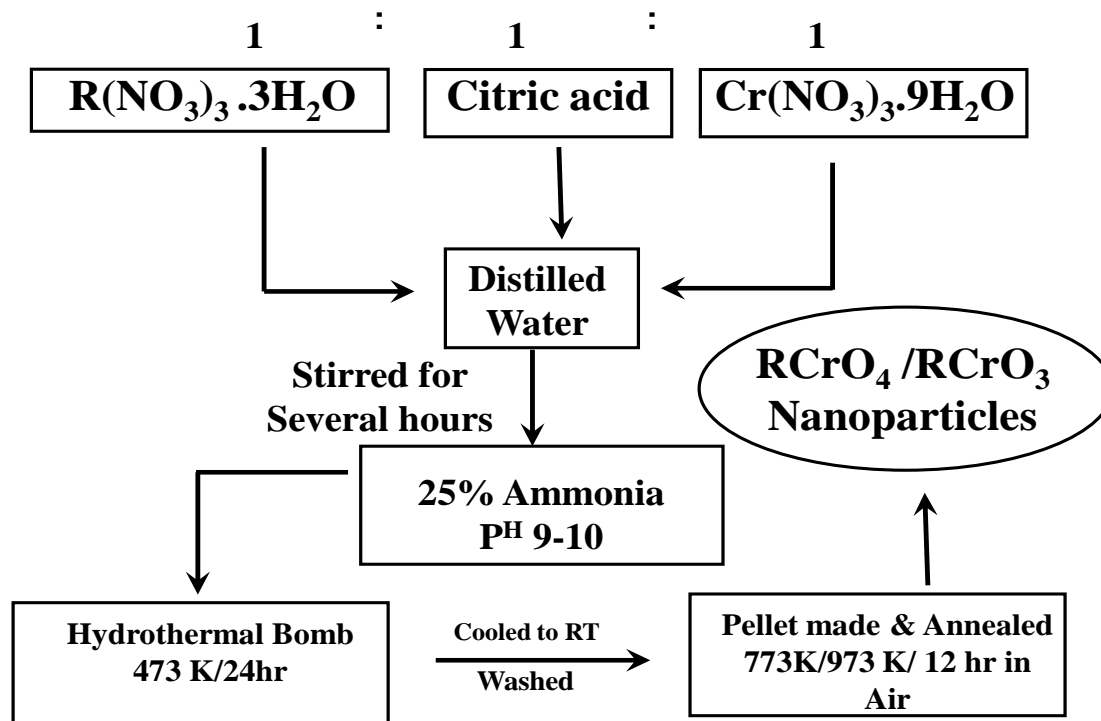 1 : 1 : 1
R(NO₃)₃ .3H₂O
Citric acid
Cr(NO₃)₃.9H₂O
Distilled
Water
RCrO₄ /RCrO₃
Nanoparticles
Stirred for
Several hours
25% Ammonia
Pᴴ 9-10
Hydrothermal Bomb
473 K/24hr
Cooled to RT
Washed
Pellet made & Annealed
773K/973 K/ 12 hr in
Air